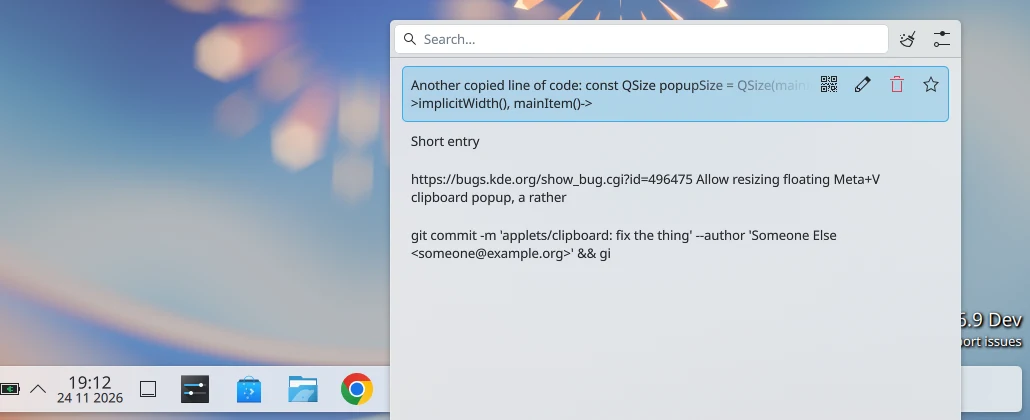 Search...
Another copied line of code: const QSize popupSize = QSize(main
>implicitWidth(), mainItem()->
Short entry
https://bugs.kde.org/show_bug.cgi?id=496475 Allow resizing floating Meta+V
clipboard popup, a rather
git commit -m 'applets/clipboard: fix the thing' --author 'Someone Else
<someone@example.org>' && gi
6.9 Dev
ort issues
19:12
24 11 2026